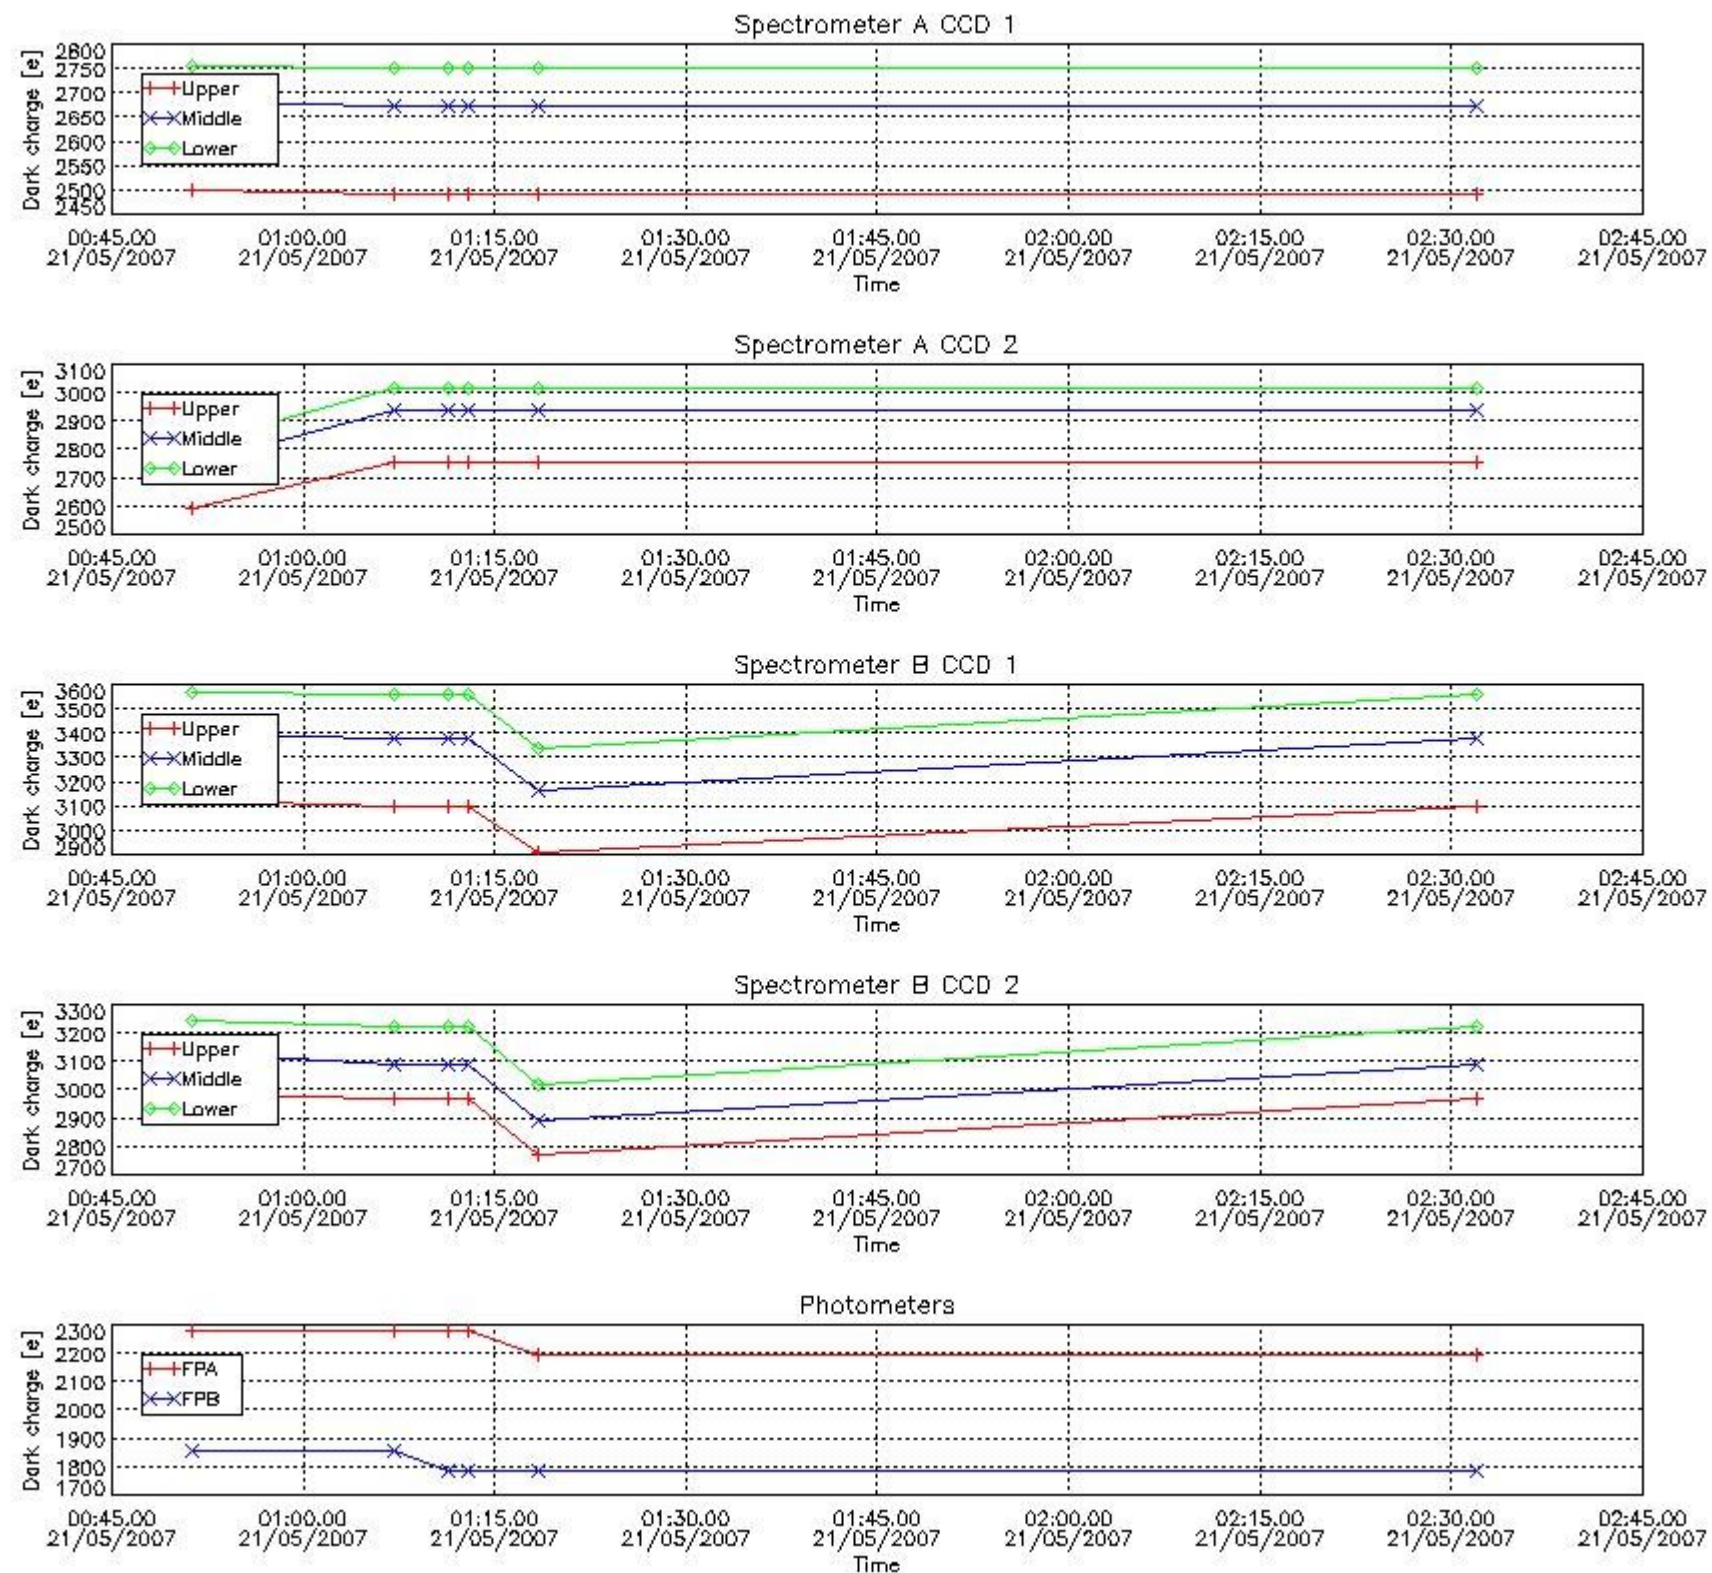 Spectrometer A CCD 1
Dark charge [e]
2800
2750
2700
2650
2600
2550
2500
2450
Upper
Middle
Lower
00:45.00 01:00.00 01:15.00 01:30.00 01:45.00 02:00.00 02:15.00 02:30.00 02:45.00
21/05/2007 21/05/2007 21/05/2007 21/05/2007 21/05/2007 21/05/2007 21/05/2007 21/05/2007 21/05/2007
Time
Spectrometer A CCD 2
Dark charge [e]
3100
3000
2900
2800
2700
2600
2500
Upper
Middle
Lower
00:45.00 01:00.00 01:15.00 01:30.00 01:45.00 02:00.00 02:15.00 02:30.00 02:45.00
21/05/2007 21/05/2007 21/05/2007 21/05/2007 21/05/2007 21/05/2007 21/05/2007 21/05/2007 21/05/2007
Time
Spectrometer B CCD 1
Dark charge [e]
3600
3500
3400
3300
3200
3100
3000
2900
Upper
Middle
Lower
00:45.00 01:00.00 01:15.00 01:30.00 01:45.00 02:00.00 02:15.00 02:30.00 02:45.00
21/05/2007 21/05/2007 21/05/2007 21/05/2007 21/05/2007 21/05/2007 21/05/2007 21/05/2007 21/05/2007
Time
Spectrometer B CCD 2
Dark charge [e]
3300
3200
3100
3000
2900
2800
2700
Upper
Middle
Lower
00:45.00 01:00.00 01:15.00 01:30.00 01:45.00 02:00.00 02:15.00 02:30.00 02:45.00
21/05/2007 21/05/2007 21/05/2007 21/05/2007 21/05/2007 21/05/2007 21/05/2007 21/05/2007 21/05/2007
Time
Photometers
Dark charge [e]
2300
2200
2100
2000
1900
1800
1700
FPA
FPB
00:45.00 01:00.00 01:15.00 01:30.00 01:45.00 02:00.00 02:15.00 02:30.00 02:45.00
21/05/2007 21/05/2007 21/05/2007 21/05/2007 21/05/2007 21/05/2007 21/05/2007 21/05/2007 21/05/2007
Time